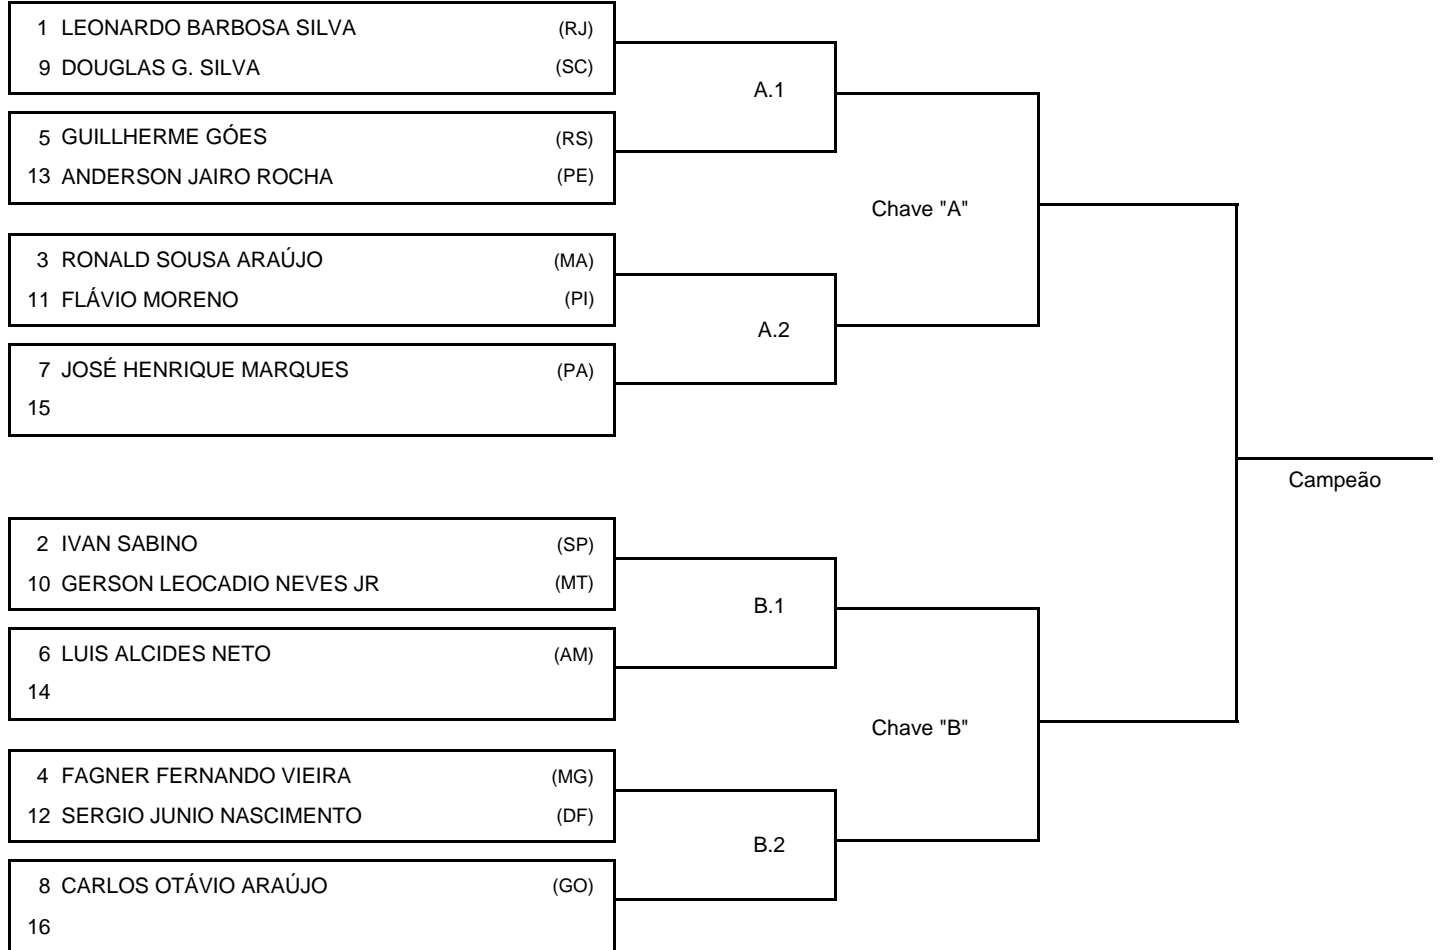 1 LEONARDO BARBOSA SILVA (RJ)
9 DOUGLAS G. SILVA (SC)
A.1
5 GUILLHERME GÓES (RS)
13 ANDERSON JAIRO ROCHA (PE)
Chave "A"
3 RONALD SOUSA ARAÚJO (MA)
11 FLÁVIO MORENO (PI)
A.2
7 JOSÉ HENRIQUE MARQUES (PA)
15
Campeão
2 IVAN SABINO (SP)
10 GERSON LEOCADIO NEVES JR (MT)
B.1
6 LUIS ALCIDES NETO (AM)
14
Chave "B"
4 FAGNER FERNANDO VIEIRA (MG)
12 SERGIO JUNIO NASCIMENTO (DF)
B.2
8 CARLOS OTÁVIO ARAÚJO (GO)
16